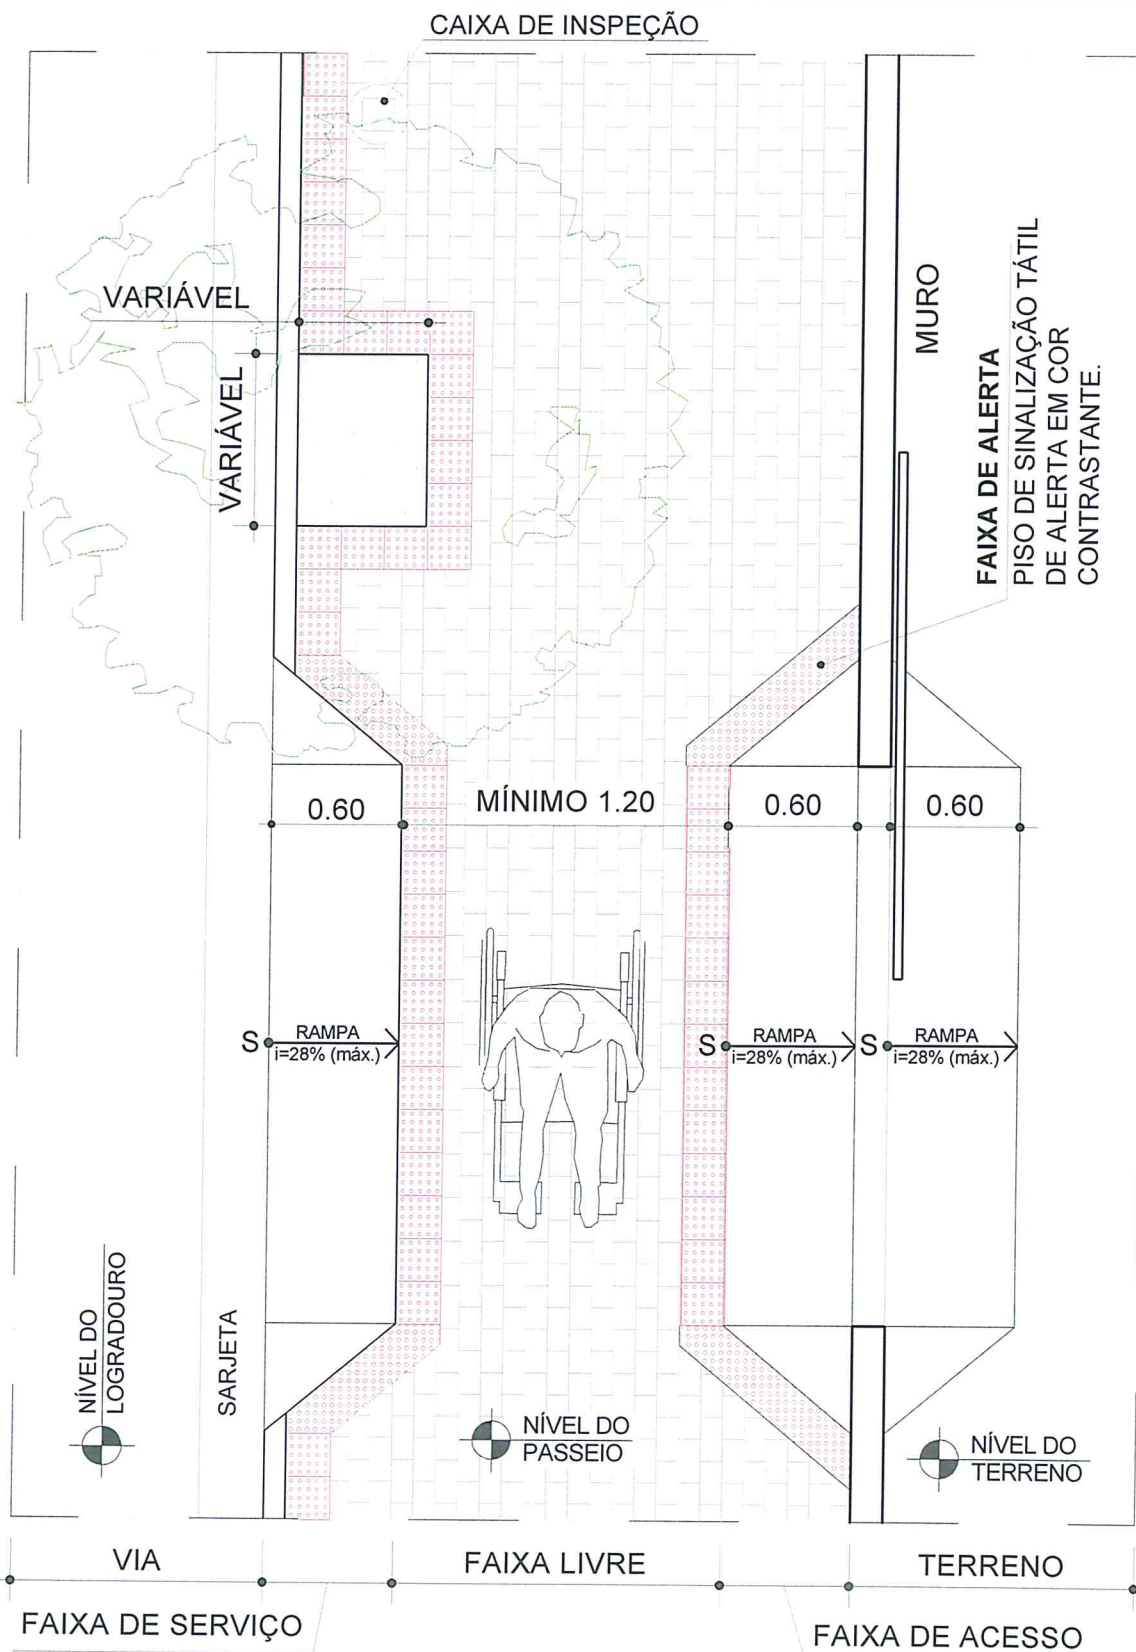 CAIXA DE INSPEÇÃO
VARIÁVEL
VARIÁVEL
MURO
FAIXA DE ALERTA
PISO DE SINALIZAÇÃO TÁTIL
DE ALERTA EM COR
CONTRASTANTE.
0.60
MÍNIMO 1.20
0.60
0.60
S
RAMPA
i=28% (máx.)
S
RAMPA
i=28% (máx.)
S
RAMPA
i=28% (máx.)
NÍVEL DO
LOGRADOURO
SARJETA
NÍVEL DO
PASSEIO
NÍVEL DO
TERRENO
VIA
FAIXA LIVRE
TERRENO
FAIXA DE SERVIÇO
FAIXA DE ACESSO